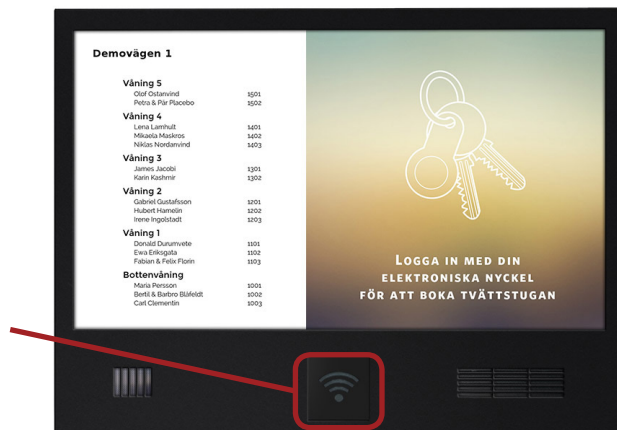 Demovägen 1
Våning 5
Olof Ostanvind 1501
Petra & Pär Placebo 1502
Våning 4
Lena Lamhult 1401
Mikaela Maskros 1402
Niklas Nordanvind 1403
Våning 3
James Jacobi 1301
Karin Kashmir 1302
Våning 2
Gabriel Gustafsson 1201
Hubert Hamelin 1202
Irene Ingolstadt 1203
Våning 1
Donald Durumvete 1101
Ewa Eriksgata 1102
Fabian & Felix Florin 1103
Bottenvåning
Maria Persson 1001
Bertil & Barbro Blåfeldt 1002
Carl Clementin 1003
LOGGA IN MED DIN
ELEKTRONISKA NYCKEL
FÖR ATT BOKA TVÄTTSTUGAN